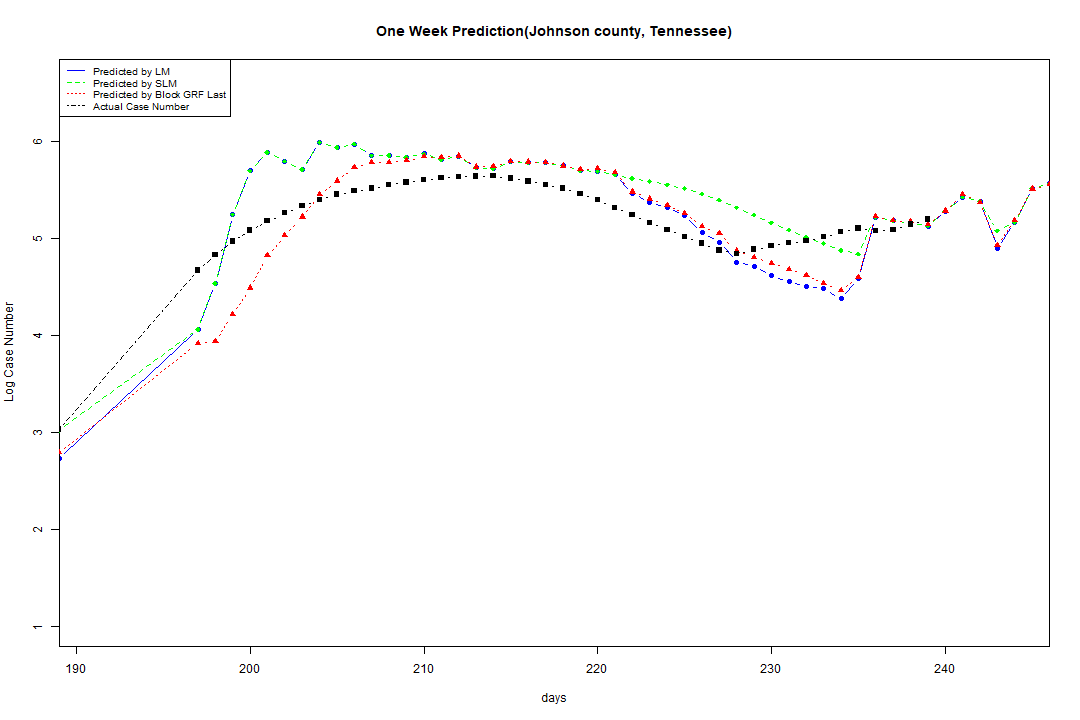 One Week Prediction(Johnson county, Tennessee)
Predicted by LM
Predicted by SLM
Predicted by Block GRF Last
Actual Case Number
6
5
4
3
2
1
Log Case Number
190 200 210 220 230 240
days